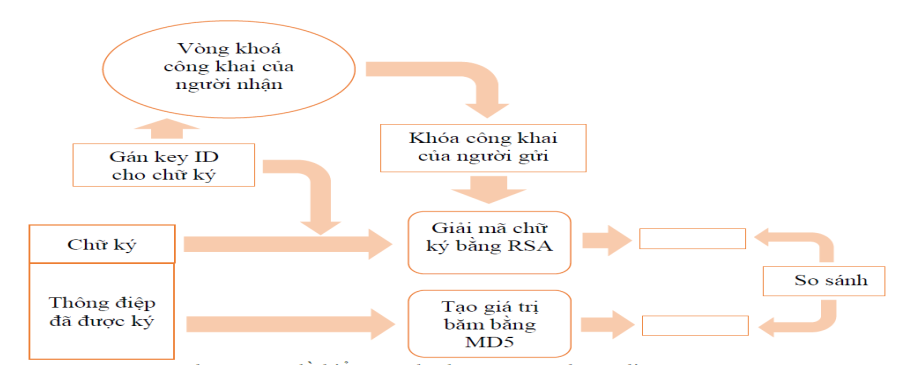 Vòng khoá
công khai của
người nhận
Khóa công khai
của người gửi
Gán key ID
cho chữ ký
Chữ ký
Giải mã chữ
ký bằng RSA
So sánh
Thông điệp
đã được ký
Tạo giá trị
băm bằng
MD5